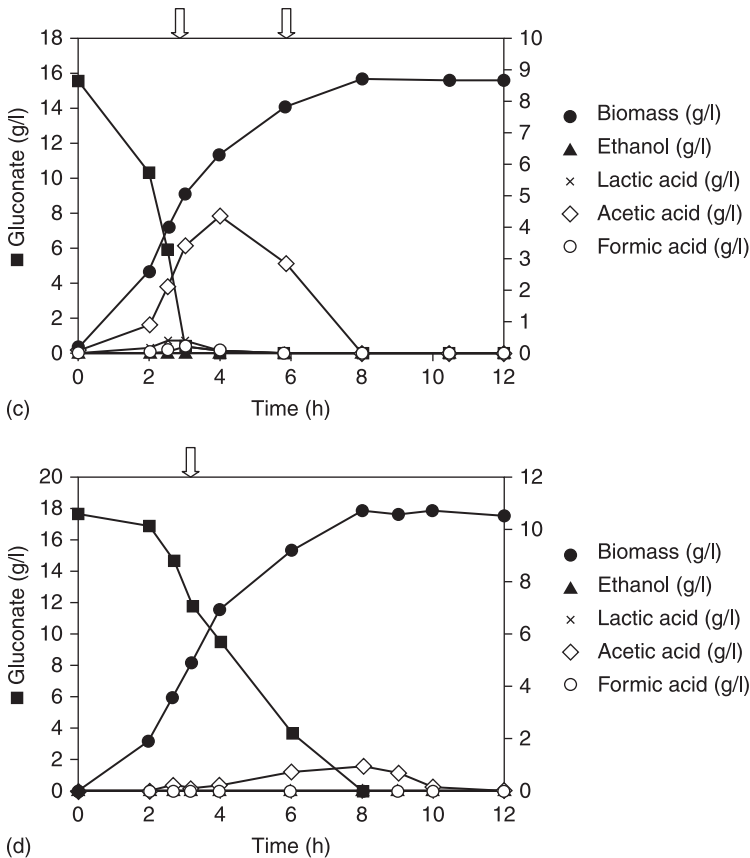 18
16
14
12
10
8
6
4
2
0
■ Gluconate (g/l)
10
9
8
7
6
5
4
3
2
1
0
0 2 4 6 8 10 12
Time (h)
(c)
● Biomass (g/l)
▲ Ethanol (g/l)
× Lactic acid (g/l)
◇ Acetic acid (g/l)
○ Formic acid (g/l)
20
18
16
14
12
10
8
6
4
2
0
■ Gluconate (g/l)
12
10
8
6
4
2
0
0 2 4 6 8 10 12
Time (h)
(d)
● Biomass (g/l)
▲ Ethanol (g/l)
× Lactic acid (g/l)
◇ Acetic acid (g/l)
○ Formic acid (g/l)